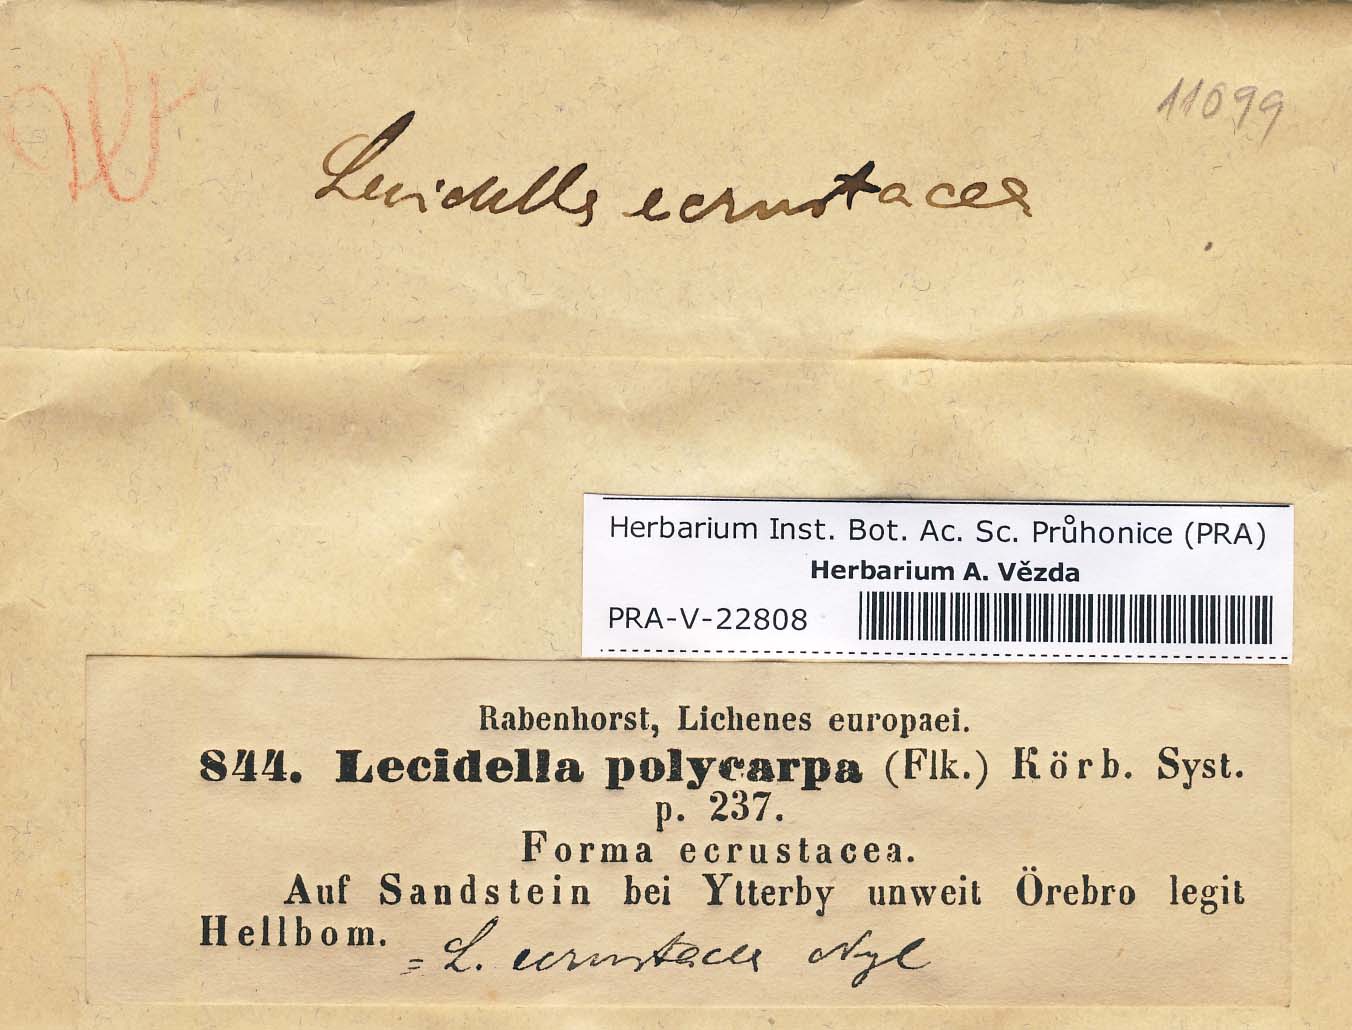 11099
Lecidella ecrustacea
Herbarium Inst. Bot. Ac. Sc. Průhonice (PRA)
Herbarium A. Vězda
PRA-V-22808
Rabenhorst, Lichenes europaei.
844. Lecidella polycarpa (Flk.) Körb. Syst.
p. 237.
Forma ecrustacea.
Auf Sandstein bei Ytterby unweit Örebro legit
Hellbom.
= L. ecrustacea Nyl